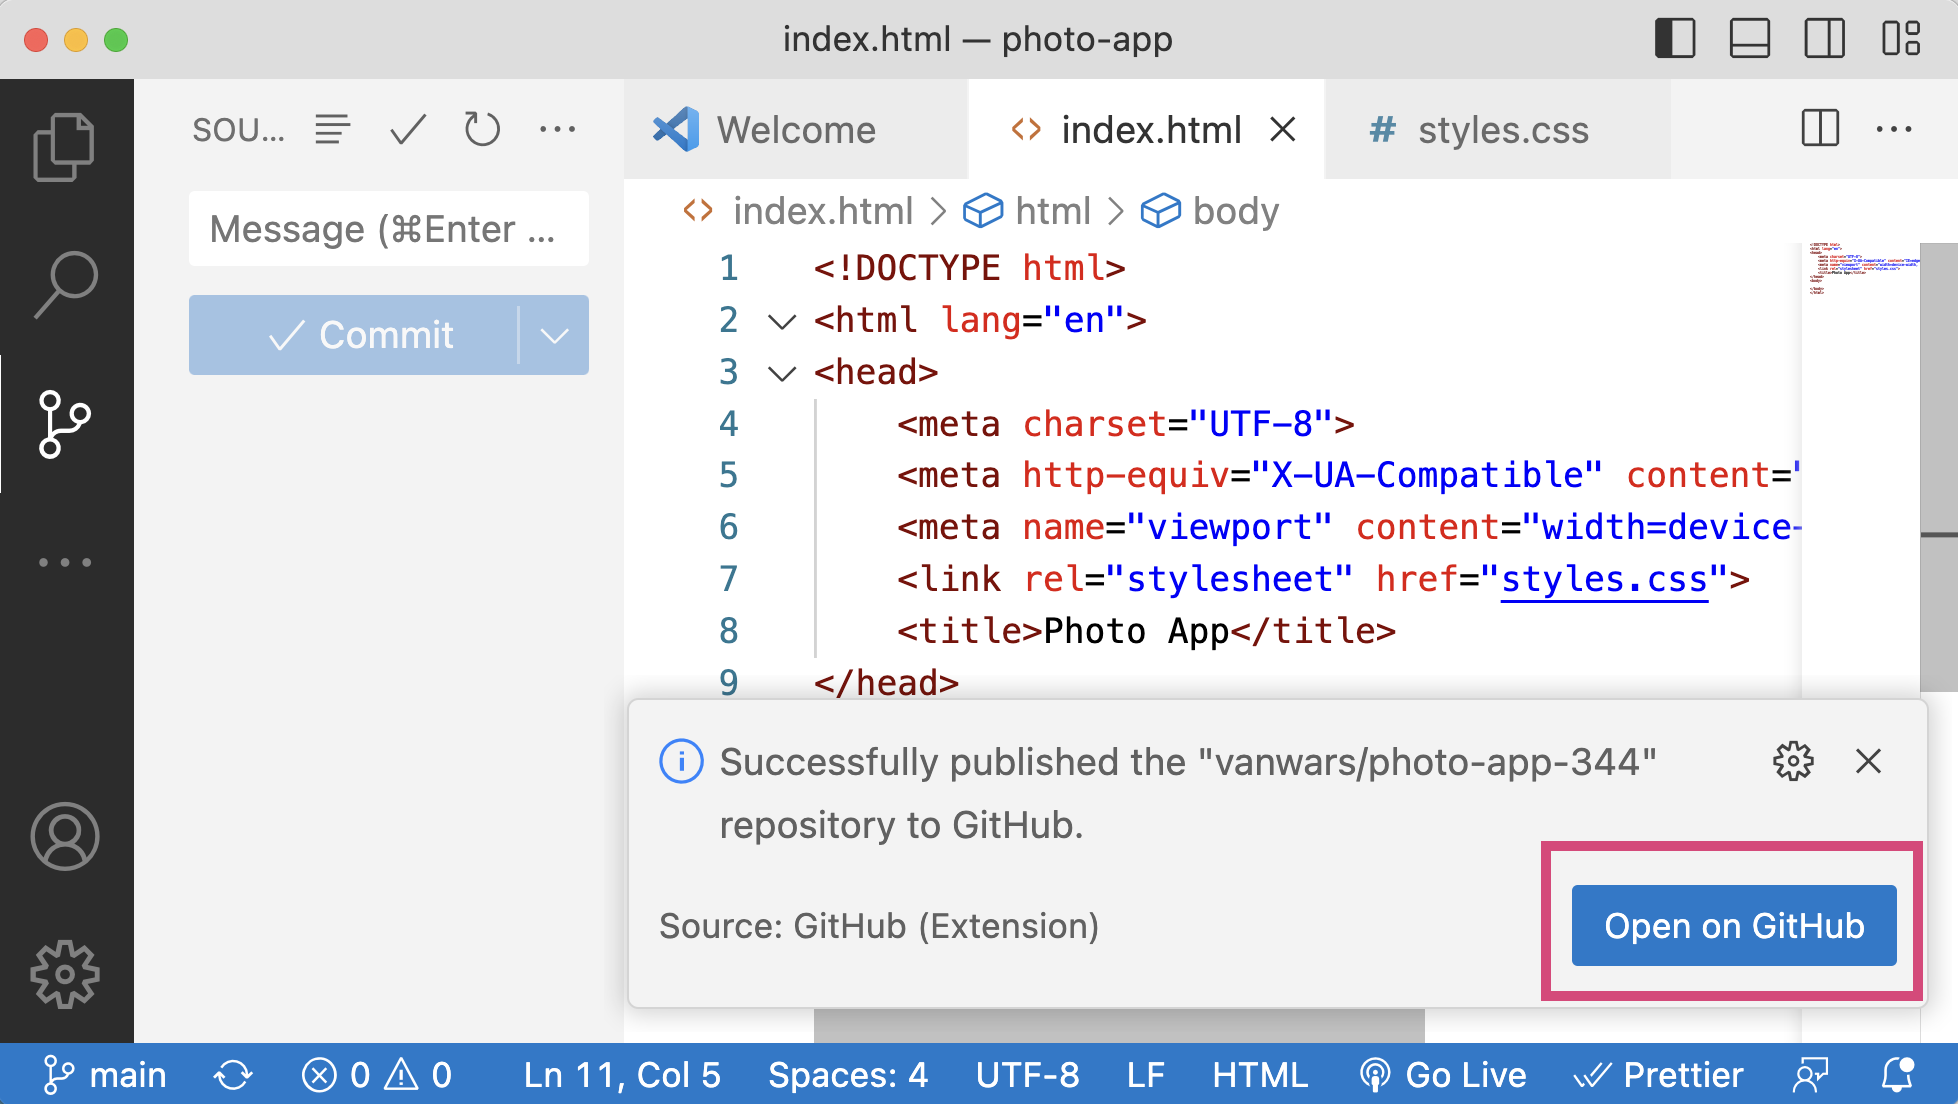 index.html — photo-app
SOU...
Welcome
index.html
# styles.css
Message (⌘Enter ...
Commit
index.html > html > body
1 <!DOCTYPE html>
2 <html lang="en">
3 <head>
4 <meta charset="UTF-8">
5 <meta http-equiv="X-UA-Compatible" content="
6 <meta name="viewport" content="width=device-
7 <link rel="stylesheet" href="styles.css">
8 <title>Photo App</title>
9 </head>
Successfully published the "vanwars/photo-app-344"
repository to GitHub.
Source: GitHub (Extension)
Open on GitHub
main 0 0 Ln 11, Col 5 Spaces: 4 UTF-8 LF HTML Go Live Prettier